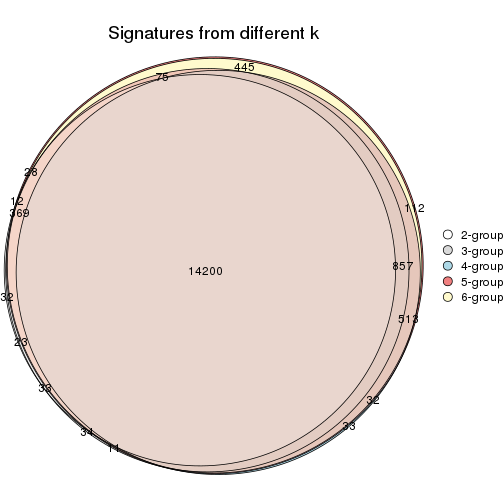 Signatures from different k
445
75
28
12
369
112
14200
857
32
513
23
33
32
34
33
11
2-group
3-group
4-group
5-group
6-group